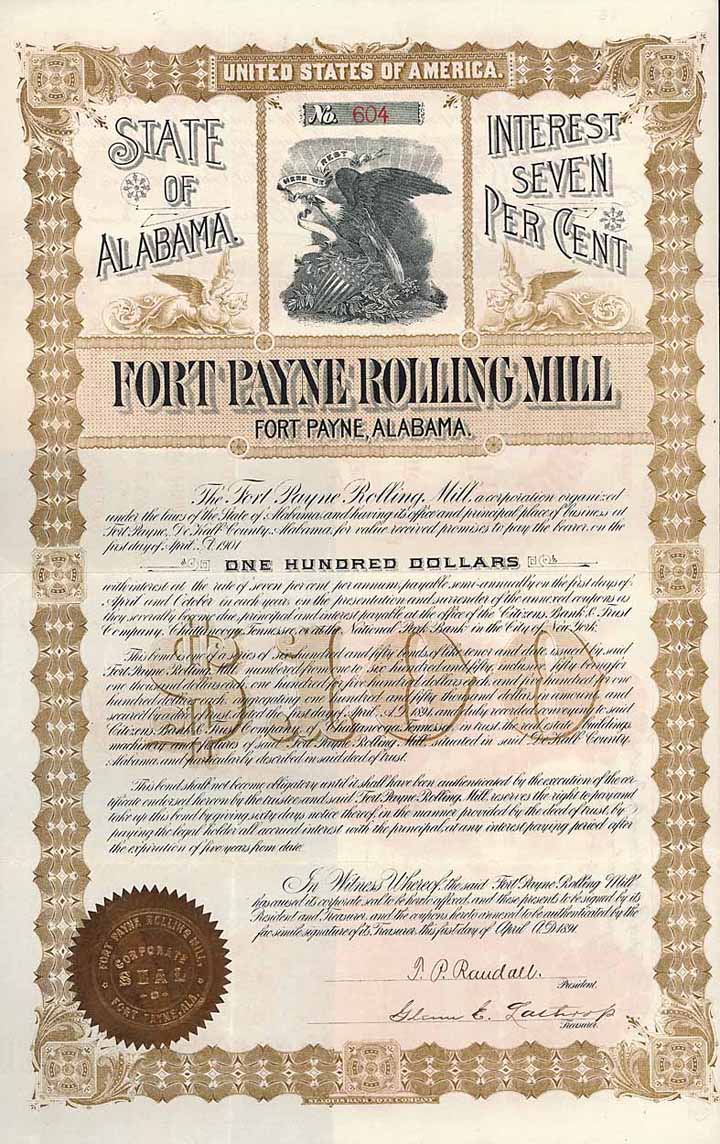 UNITED STATES OF AMERICA.
No. 604
STATE
OF
ALABAMA.
HERE WE REST
INTEREST
SEVEN
PER CENT
FORT PAYNE ROLLING MILL
FORT PAYNE, ALABAMA.
The Fort Payne Rolling Mill, a corporation organized
under the laws of the State of Alabama, and having its office and principal place of business at
Fort Payne, De Kalb County, Alabama, for value received promises to pay the bearer on the
first day of April A.D. 1901
ONE HUNDRED DOLLARS
with interest at the rate of seven per cent per annum, payable semi-annually on the first days of
April and October in each year, on the presentation and surrender of the annexed coupons as
they severally become due, principal and interest payable at the office of the Citizens Bank & Trust
Company, Chattanooga, Tennessee, or at the National Park Bank in the City of New York.
This bond is one of a series of six hundred and fifty bonds of like tenor and date issued by said
Fort Payne Rolling Mill numbered from one to six hundred and fifty, inclusive, fifty being for
one thousand dollars each, one hundred for five hundred dollars each, and five hundred for one
hundred dollars each, aggregating one hundred and fifty thousand dollars in amount, and
secured by a deed of trust, dated the first day of April A.D. 1891, and duly recorded, conveying to said
Citizens Bank & Trust Company, of Chattanooga, Tennessee, in trust, the real estate, buildings,
machinery and fixtures of said Fort Payne Rolling Mill, situated in said De Kalb County,
Alabama, and particularly described in said deed of trust.
$100
This bond shall not become obligatory until it shall have been authenticated by the execution of the cer-
tificate endorsed hereon by the trustee, and said Fort Payne Rolling Mill, reserves the right to pay and
take up this bond by giving sixty days notice thereof, in the manner provided by the deed of trust, by
paying the legal holder all accrued interest with the principal, at any interest paying period after
the expiration of five years from date.
In Witness Whereof, the said Fort Payne Rolling Mill
has caused its corporate seal to be hereto affixed, and these presents to be signed by its
President and Treasurer, and the coupons hereto annexed to be authenticated by the
fac-simile signature of its Treasurer, this first day of April A.D. 1891
T. P. Randall.
President.
Glenn E. Lathrop
Treasurer.
FORT PAYNE ROLLING MILL,
CORPORATE
SEAL
FORT PAYNE, ALA.
ST. LOUIS BANK NOTE COMPANY